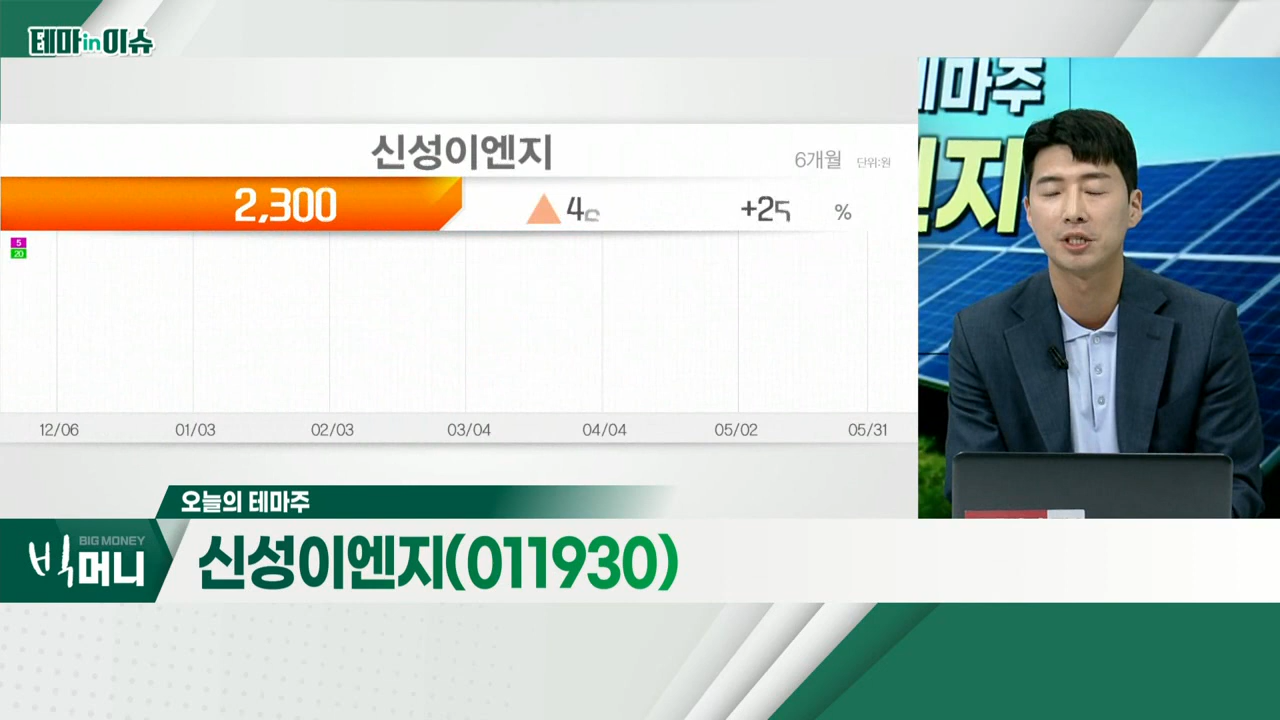 테마in이슈
신성이엔지
6개월 단위:원
2,300
+25 %
5
20
12/06 01/03 02/03 03/04 04/04 05/02 05/31
테마주
엔지
오늘의 테마주
BIG MONEY
빅머니
신성이엔지(011930)